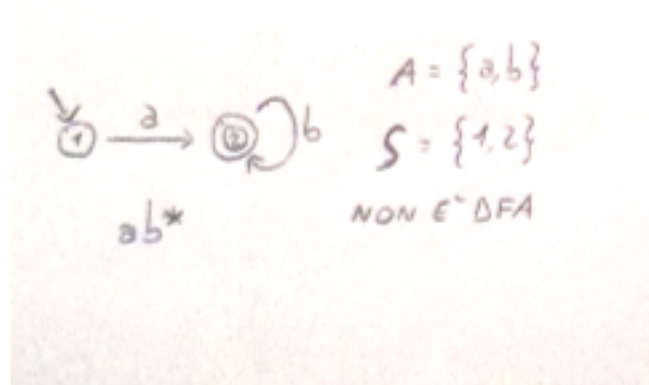 A = {a,b}
a
1
2
b
S = {1,2}
ab*
NON E` DFA